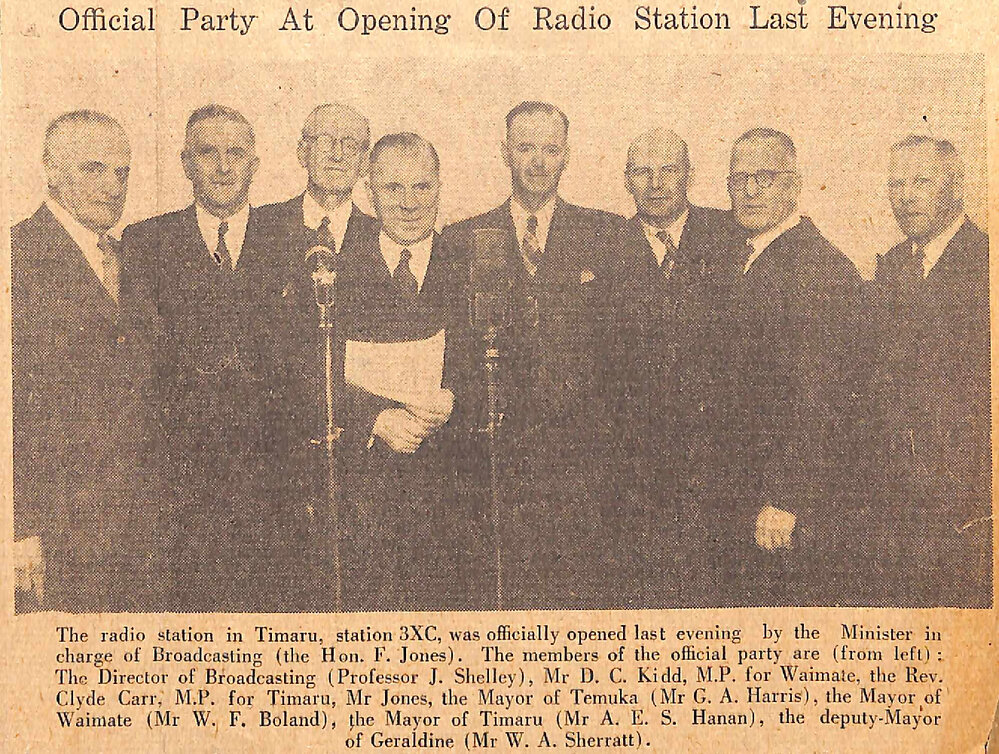 Official Party At Opening Of Radio Station Last Evening
The radio station in Timaru, station 3XC, was officially opened last evening by the Minister in
charge of Broadcasting (the Hon. F. Jones). The members of the official party are (from left) :
The Director of Broadcasting (Professor J. Shelley), Mr D. C. Kidd, M.P. for Waimate, the Rev.
Clyde Carr, M.P. for Timaru, Mr Jones, the Mayor of Temuka (Mr G. A. Harris), the Mayor of
Waimate (Mr W. F. Boland), the Mayor of Timaru (Mr A. E. S. Hanan), the deputy-Mayor
of Geraldine (Mr W. A. Sherratt).